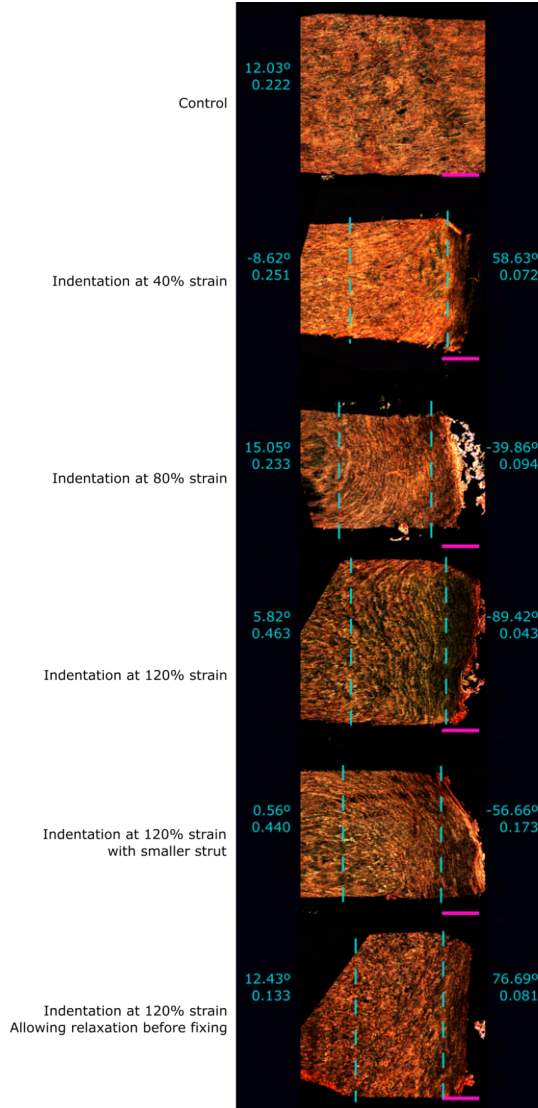 12.03º
0.222
Control
-8.62º
0.251
58.63º
0.072
Indentation at 40% strain
15.05º
0.233
-39.86º
0.094
Indentation at 80% strain
5.82º
0.463
-89.42º
0.043
Indentation at 120% strain
0.56º
0.440
-56.66º
0.173
Indentation at 120% strain
with smaller strut
12.43º
0.133
76.69º
0.081
Indentation at 120% strain
Allowing relaxation before fixing